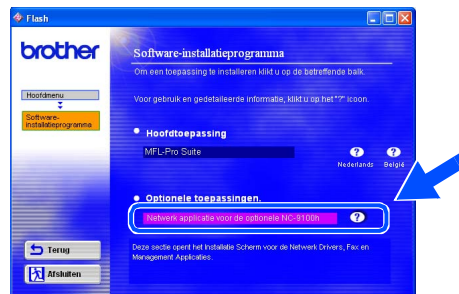 Flash
brother
Software-installatieprogramma
Om een toepassing te installeren klikt u op de betreffende balk.
Hoofdmenu
Voor gebruik en gedetaileerde informatie, klikt u op het "?" icoon.
Software-
installatieprogramma
Hoofdtoepassing
MFL-Pro Suite
?
?
Nederlands
België
Optionele toepassingen.
Netwerk applicatie voor de optionele NC-9100h
?
Terug
Deze sectie opent het Installatie Scherm voor de Netwerk Drivers, Fax en
Management Applicaties.
Afsluiten